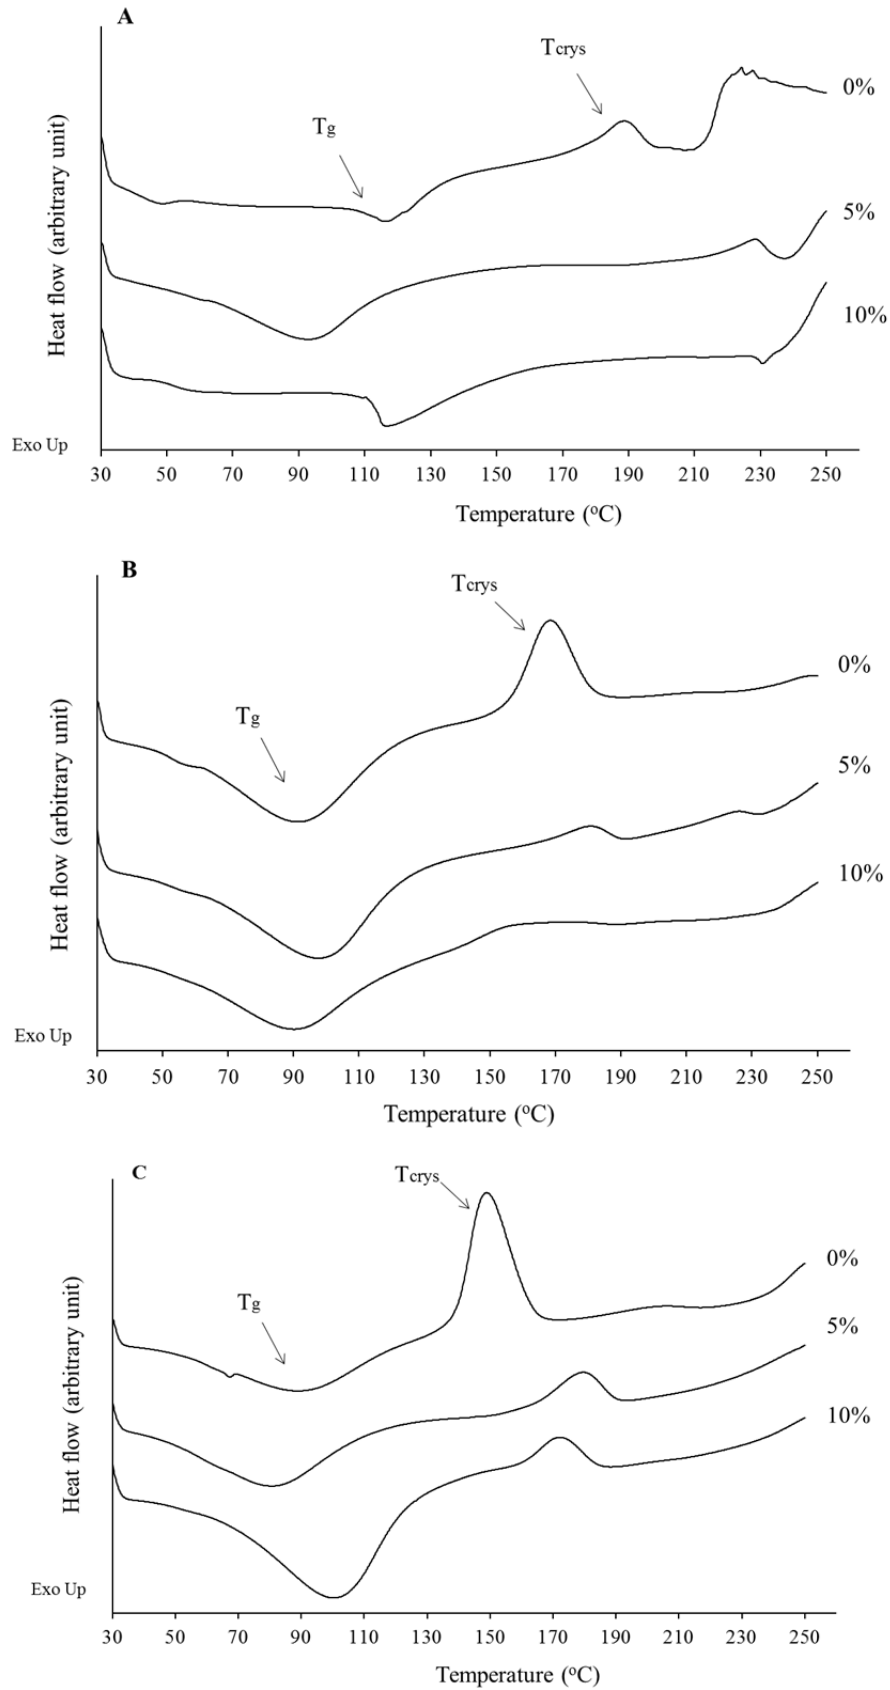 A
Tcrys
0%
Tg
5%
10%
Heat flow (arbitrary unit)
Exo Up
30 50 70 90 110 130 150 170 190 210 230 250
Temperature (°C)
B
Tcrys
0%
Tg
5%
10%
Heat flow (arbitrary unit)
Exo Up
30 50 70 90 110 130 150 170 190 210 230 250
Temperature (°C)
C
Tcrys
0%
Tg
5%
10%
Heat flow (arbitrary unit)
Exo Up
30 50 70 90 110 130 150 170 190 210 230 250
Temperature (°C)